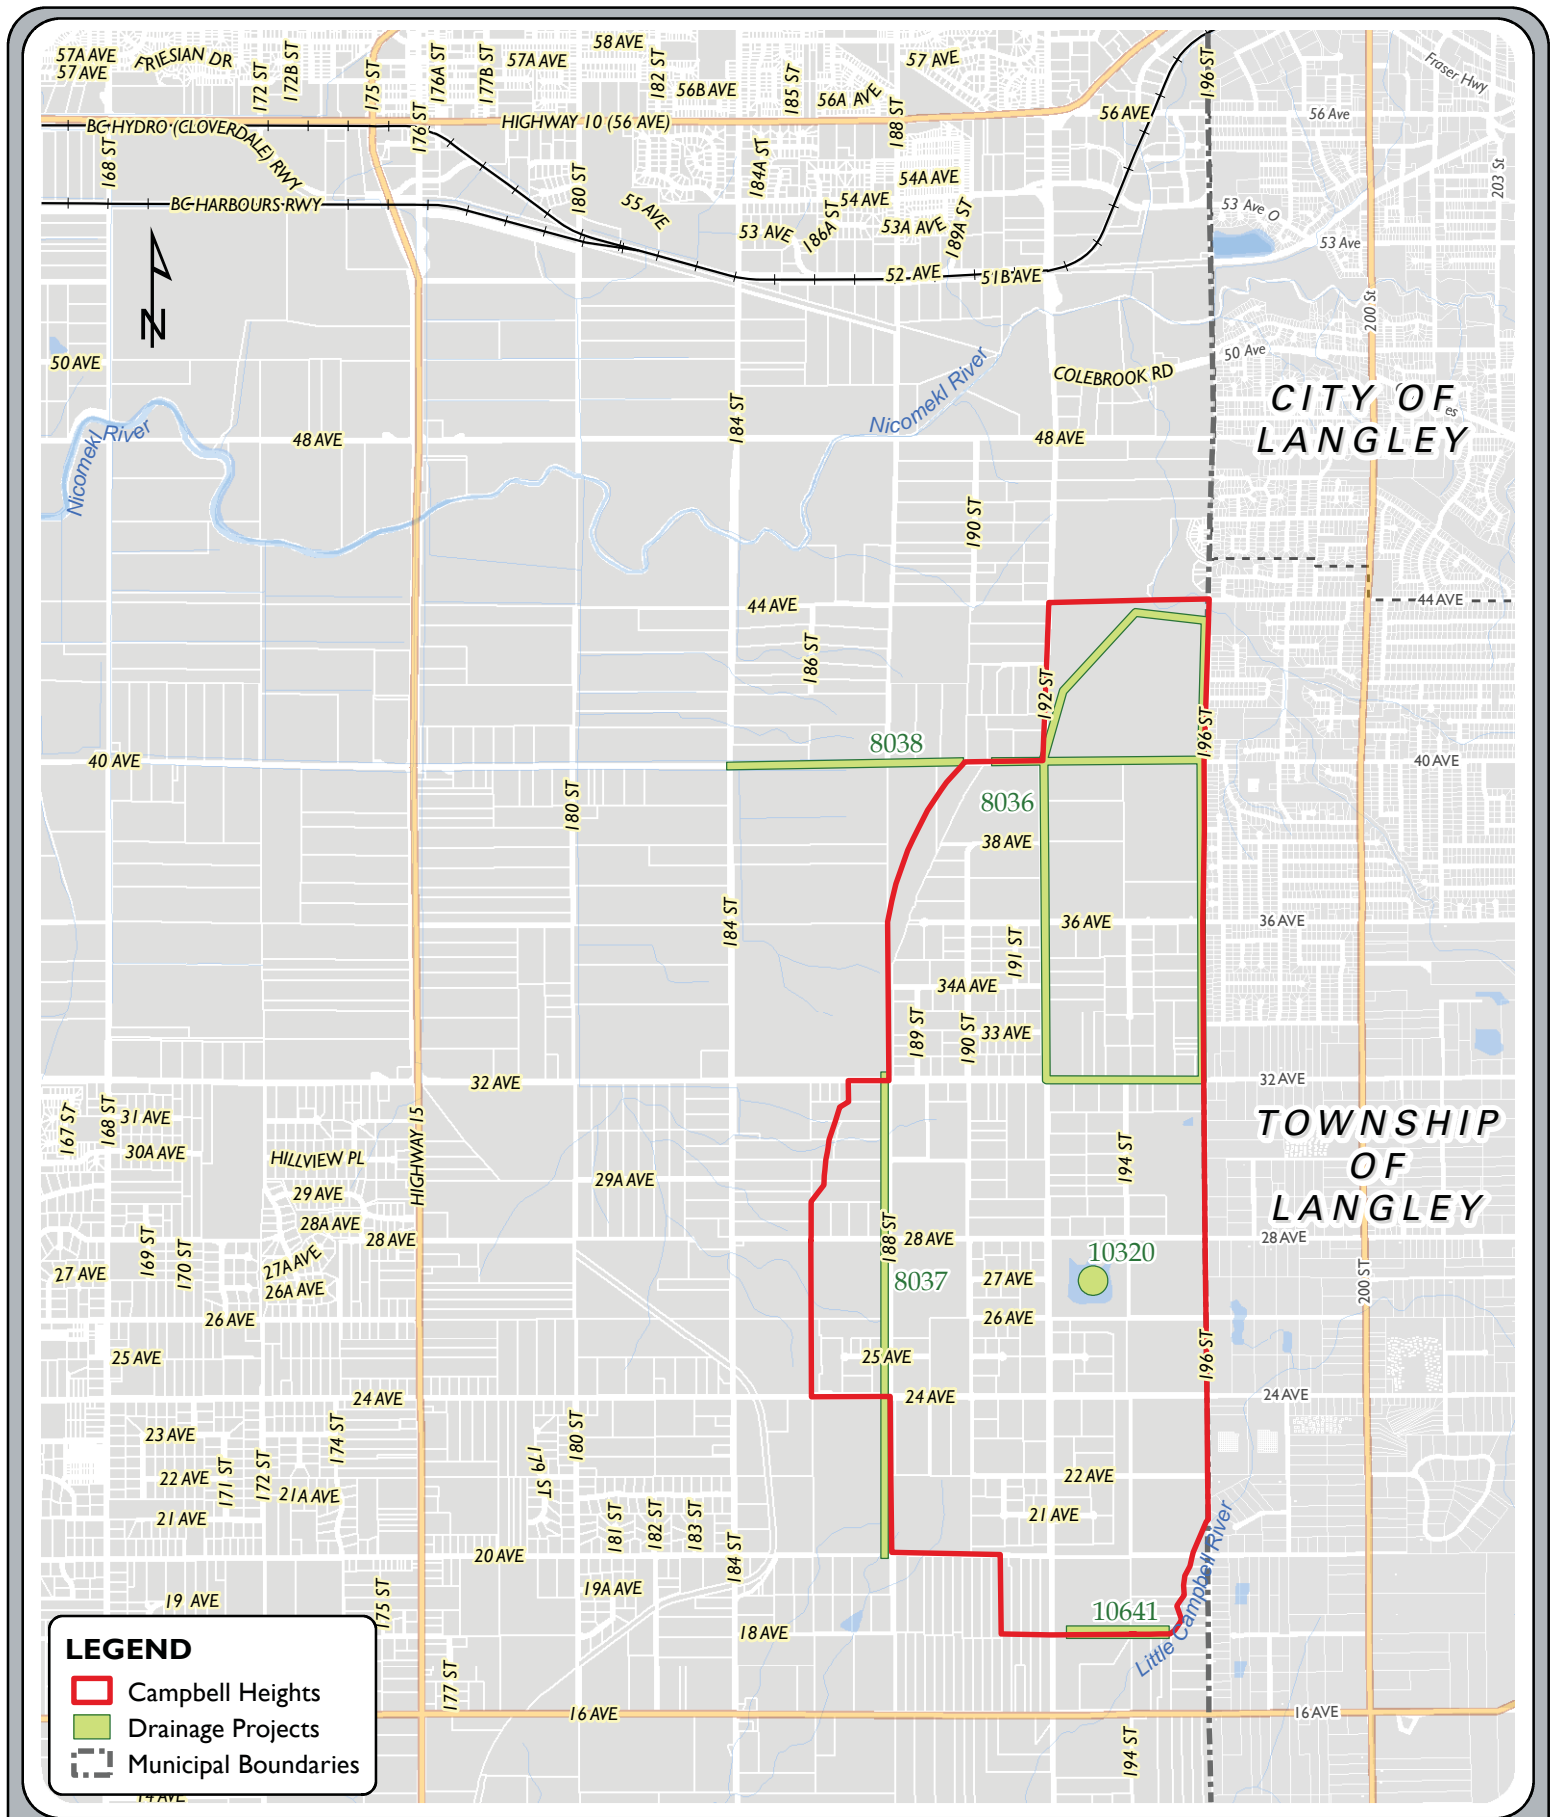 57A AVE
57 AVE
FRIESIAN DR
172 ST
172B ST
175 ST
176A ST
177B ST
57A AVE
58 AVE
182 ST
56B AVE
185 ST
56A AVE
57 AVE
188 ST
56 AVE
196 ST
Fraser Hwy
56 Ave
BC HYDRO (CLOVERDALE) RWY
HIGHWAY 10 (56 AVE)
168 ST
176 ST
BC HARBOURS RWY
180 ST
55 AVE
184A ST
54A AVE
54 AVE
53 AVE
186A ST
53A AVE
189A ST
52 AVE
51B AVE
203 St
53 Ave
53 Ave
200 St
N
50 AVE
50 Ave
COLEBROOK RD
Nicomekl River
CITY OF
LANGLEY
es
Nicomekl River
48 AVE
184 ST
48 AVE
190 ST
44 AVE
44 AVE
186 ST
192 ST
196 ST
8038
40 AVE
40 AVE
180 ST
8036
38 AVE
184 ST
36 AVE
36 AVE
191 ST
34A AVE
189 ST
190 ST
33 AVE
32 AVE
32 AVE
167 ST
168 ST
31 AVE
30A AVE
HILLVIEW PL
HIGHWAY 15
29A AVE
194 ST
TOWNSHIP
OF
LANGLEY
29 AVE
28A AVE
28 AVE
169 ST
170 ST
27 AVE
27A AVE
26A AVE
188 ST
28 AVE
28 AVE
10320
8037
27 AVE
200 ST
26 AVE
26 AVE
25 AVE
25 AVE
196 ST
24 AVE
24 AVE
24 AVE
23 AVE
174 ST
180 ST
179 ST
22 AVE
171 ST
172 ST
21A AVE
22 AVE
21 AVE
181 ST
182 ST
183 ST
21 AVE
20 AVE
184 ST
19 AVE
175 ST
19A AVE
10641
Little Campbell River
18 AVE
177 ST
16 AVE
16 AVE
194 ST
LEGEND
Campbell Heights
Drainage Projects
Municipal Boundaries
14 AVE